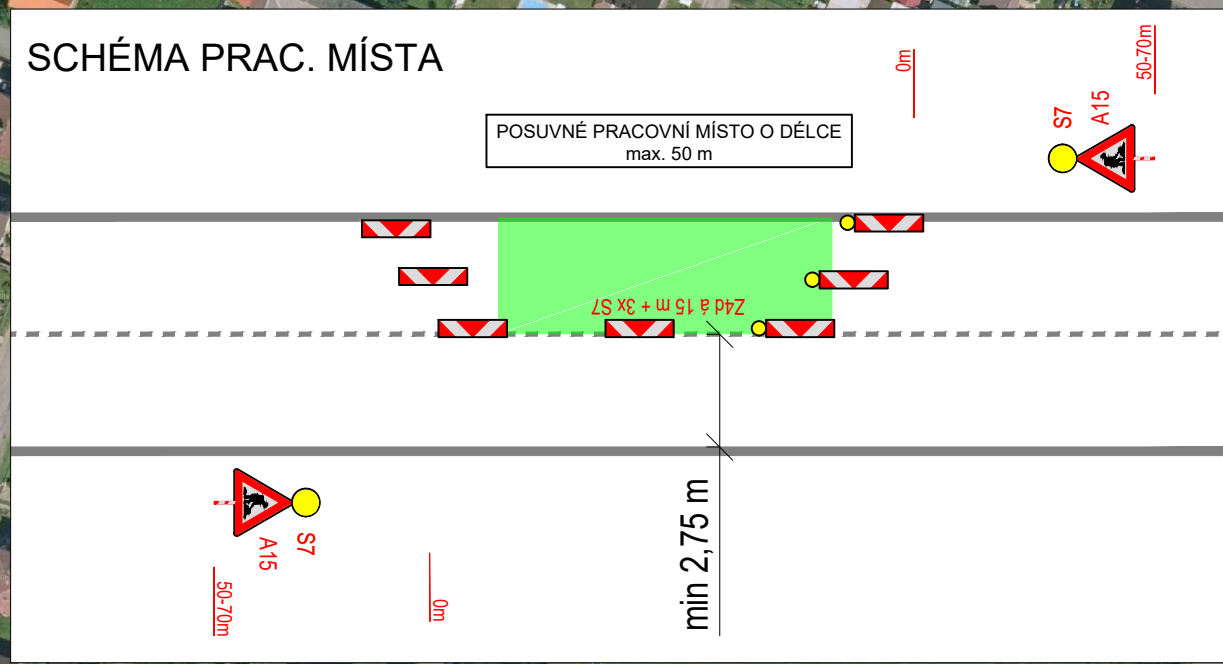 SCHÉMA PRAC. MÍSTA
0m
50-70m
S7
A15
POSUVNÉ PRACOVNÍ MÍSTO O DÉLCE
max. 50 m
Z4d á 15 m + 3x S7
min 2,75 m
A15
S7
50-70m
0m